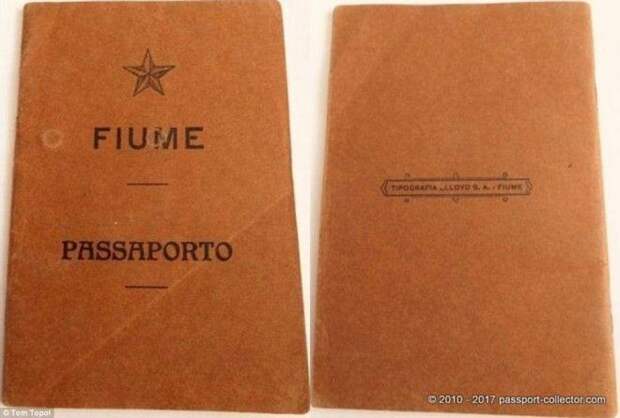 FIUME
PASSAPORTO
TIPOGRAFIA „LLOYD S. A. - FIUME
© Tom Topol
© 2010 - 2017 passport-collector.com